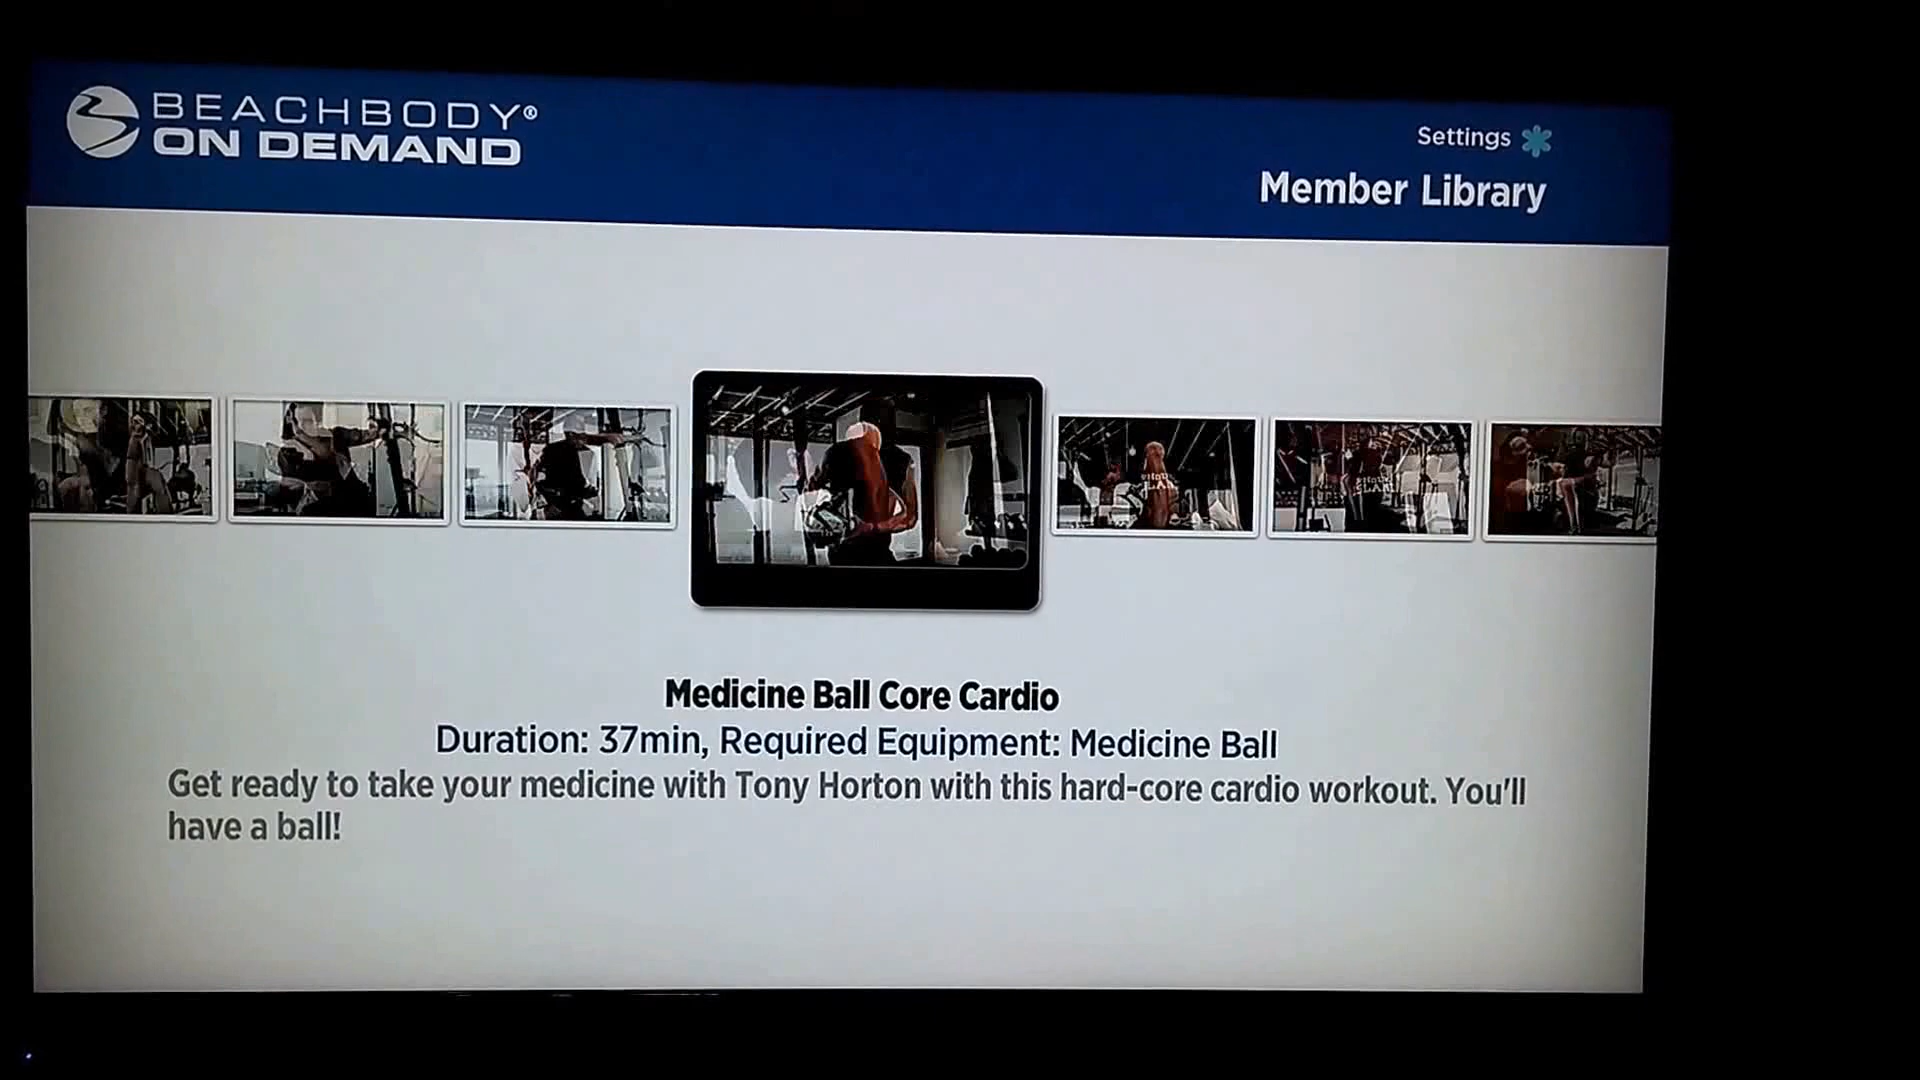 BEACHBODY®
ON DEMAND
Settings
Member Library
Medicine Ball Core Cardio
Duration: 37min, Required Equipment: Medicine Ball
Get ready to take your medicine with Tony Horton with this hard-core cardio workout. You'll
have a ball!